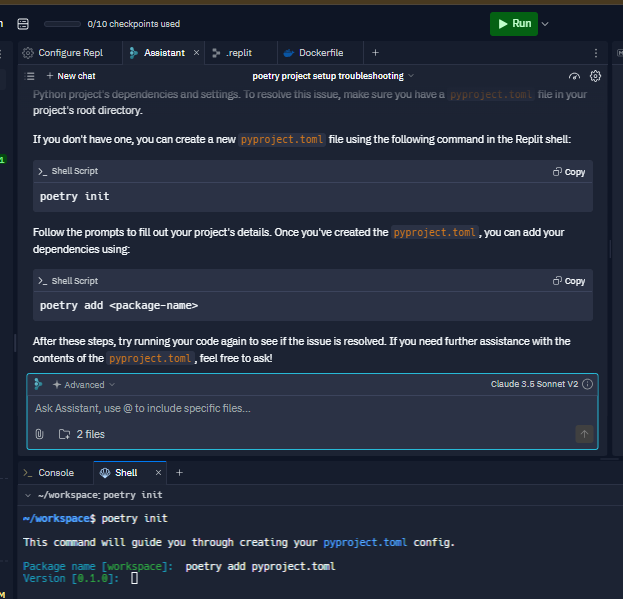 0/10 checkpoints used
Run
Configure Repl
Assistant
.replit
Dockerfile
New chat
poetry project setup troubleshooting
Python project's dependencies and settings. To resolve this issue, make sure you have a pyproject.toml file in your
project's root directory.
If you don't have one, you can create a new pyproject.toml file using the following command in the Replit shell:
Shell Script
Copy
poetry init
Follow the prompts to fill out your project's details. Once you've created the pyproject.toml, you can add your
dependencies using:
Shell Script
Copy
poetry add <package-name>
After these steps, try running your code again to see if the issue is resolved. If you need further assistance with the
contents of the pyproject.toml, feel free to ask!
Advanced
Claude 3.5 Sonnet V2
Ask Assistant, use @ to include specific files...
2 files
Console
Shell
~/workspace: poetry init
~/workspace$ poetry init
This command will guide you through creating your pyproject.toml config.
Package name [workspace]:  poetry add pyproject.toml
Version [0.1.0]: